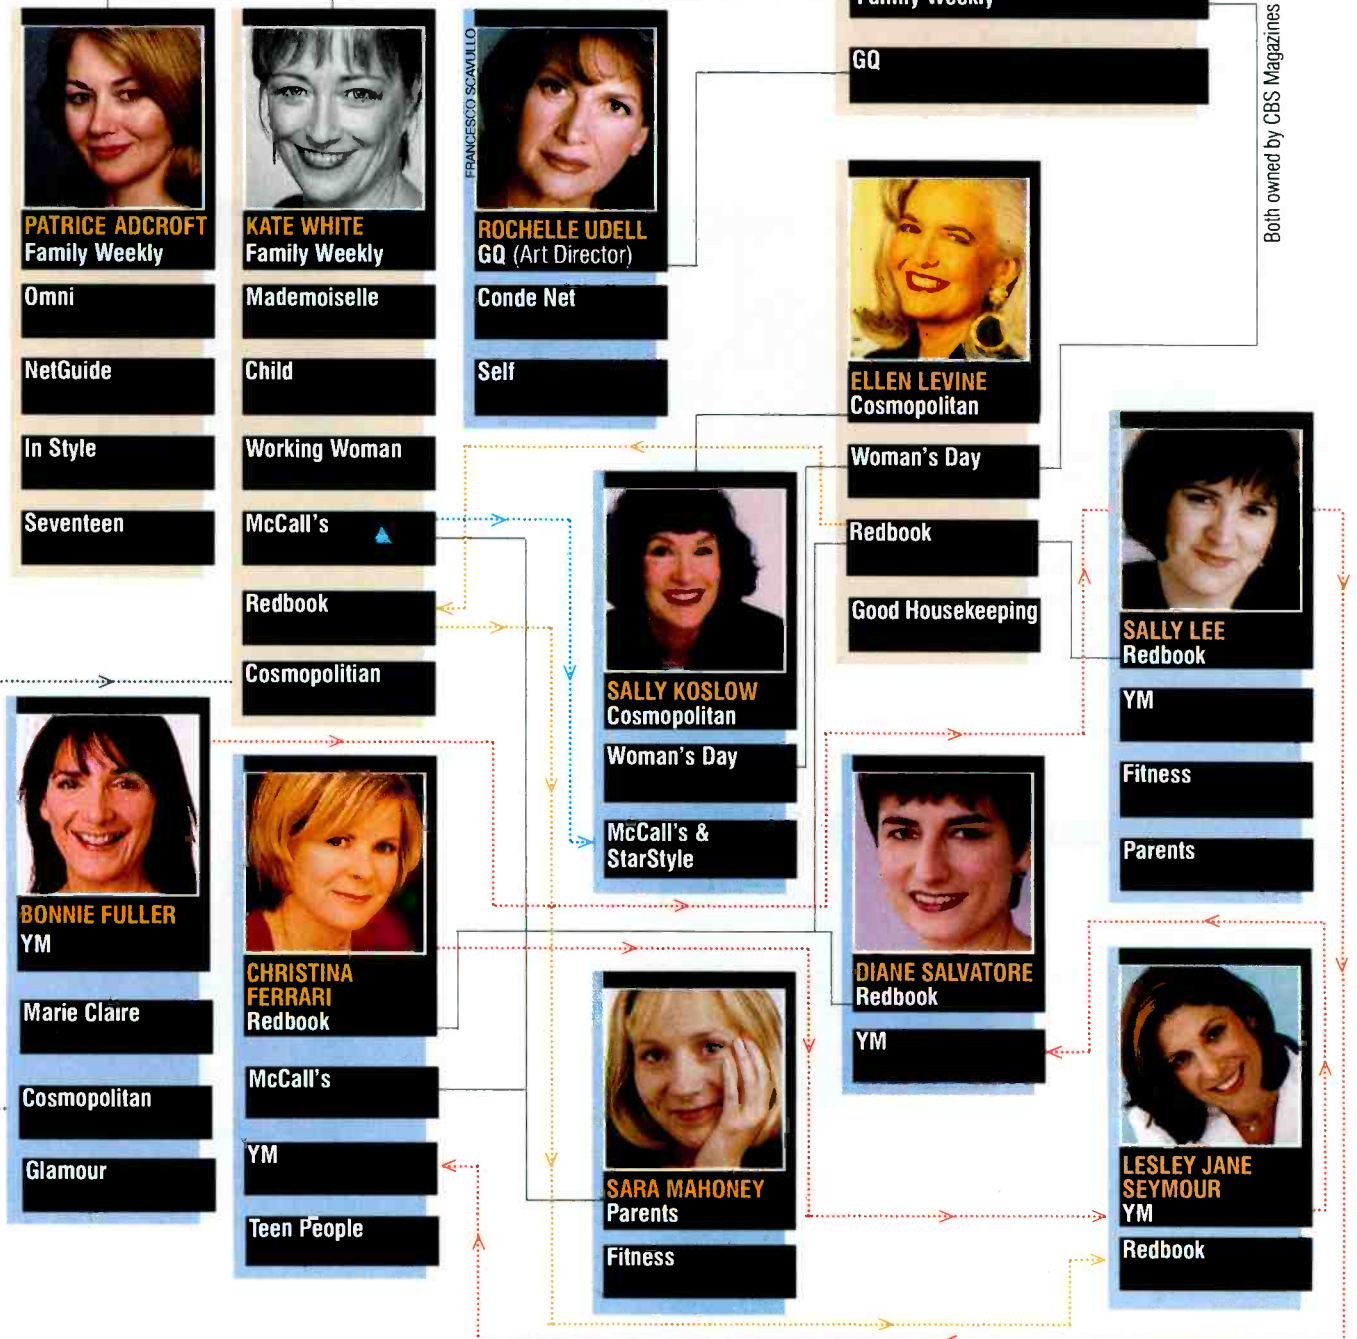 Family Weekly
GQ
Both owned by CBS Magazines
PATRICE ADCROFT
Family Weekly
Omni
NetGuide
In Style
Seventeen
KATE WHITE
Family Weekly
Mademoiselle
Child
Working Woman
McCall's
Redbook
Cosmopolitian
FRANCESCO SCAVULLO
ROCHELLE UDELL
GQ (Art Director)
Conde Net
Self
ELLEN LEVINE
Cosmopolitan
Woman's Day
Redbook
Good Housekeeping
SALLY KOSLOW
Cosmopolitan
Woman's Day
McCall's &
StarStyle
SALLY LEE
Redbook
YM
Fitness
Parents
BONNIE FULLER
YM
Marie Claire
Cosmopolitan
Glamour
CHRISTINA
FERRARI
Redbook
McCall's
YM
Teen People
SARA MAHONEY
Parents
Fitness
DIANE SALVATORE
Redbook
YM
LESLEY JANE
SEYMOUR
YM
Redbook